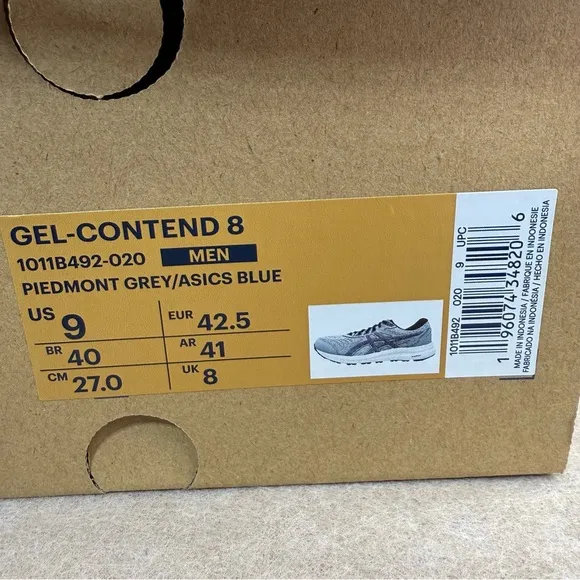 GEL-CONTEND 8
1011B492-020 MEN
PIEDMONT GREY/ASICS BLUE
US 9 EUR 42.5
BR 40 AR 41
CM 27.0 UK 8
1011B492 020 9 UPC
1 96074 34820 6
MADE IN INDONESIA / FABRIQUE EN INDONESIE
FABRICADO NA INDONÉSIA / HECHO EN INDONESIA